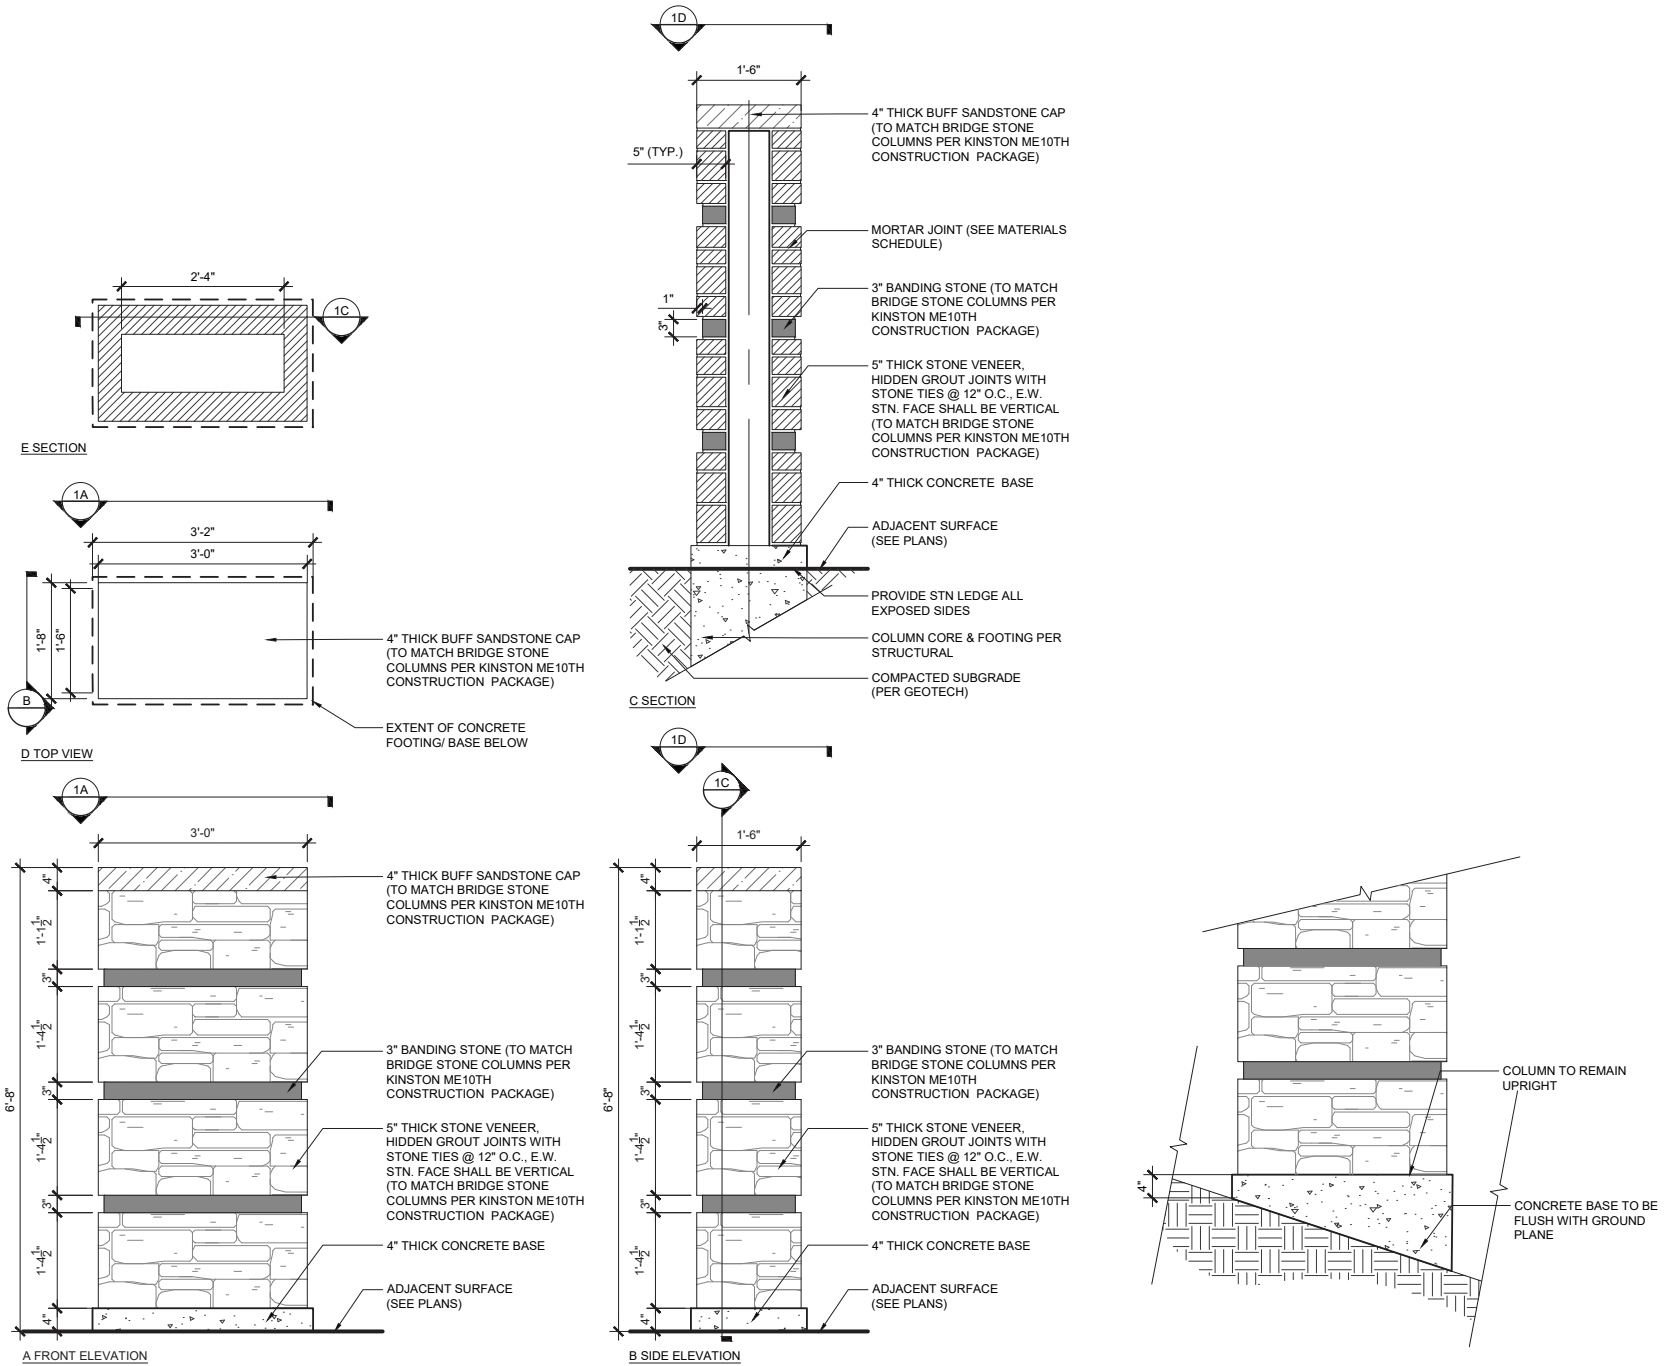 1D
1'-6"
4" THICK BUFF SANDSTONE CAP
(TO MATCH BRIDGE STONE
COLUMNS PER KINSTON ME10TH
CONSTRUCTION PACKAGE)
5" (TYP.)
MORTAR JOINT (SEE MATERIALS
SCHEDULE)
1"
3"
3" BANDING STONE (TO MATCH
BRIDGE STONE COLUMNS PER
KINSTON ME10TH
CONSTRUCTION PACKAGE)
5" THICK STONE VENEER,
HIDDEN GROUT JOINTS WITH
STONE TIES @ 12" O.C., E.W.
STN. FACE SHALL BE VERTICAL
(TO MATCH BRIDGE STONE
COLUMNS PER KINSTON ME10TH
CONSTRUCTION PACKAGE)
4" THICK CONCRETE BASE
ADJACENT SURFACE
(SEE PLANS)
PROVIDE STN LEDGE ALL
EXPOSED SIDES
COLUMN CORE & FOOTING PER
STRUCTURAL
COMPACTED SUBGRADE
(PER GEOTECH)
C SECTION
2'-4"
1C
E SECTION
1A
3'-2"
3'-0"
1'-8"
1'-6"
B
4" THICK BUFF SANDSTONE CAP
(TO MATCH BRIDGE STONE
COLUMNS PER KINSTON ME10TH
CONSTRUCTION PACKAGE)
EXTENT OF CONCRETE
FOOTING/ BASE BELOW
D TOP VIEW
1A
3'-0"
6'-8"
4"
1'-1½"
3"
1'-4½"
3"
1'-4½"
3"
1'-4½"
4"
4" THICK BUFF SANDSTONE CAP
(TO MATCH BRIDGE STONE
COLUMNS PER KINSTON ME10TH
CONSTRUCTION PACKAGE)
3" BANDING STONE (TO MATCH
BRIDGE STONE COLUMNS PER
KINSTON ME10TH
CONSTRUCTION PACKAGE)
5" THICK STONE VENEER,
HIDDEN GROUT JOINTS WITH
STONE TIES @ 12" O.C., E.W.
STN. FACE SHALL BE VERTICAL
(TO MATCH BRIDGE STONE
COLUMNS PER KINSTON ME10TH
CONSTRUCTION PACKAGE)
4" THICK CONCRETE BASE
ADJACENT SURFACE
(SEE PLANS)
A FRONT ELEVATION
1D
1C
1'-6"
6'-8"
4"
1'-1½"
3"
1'-4½"
3"
1'-4½"
3"
1'-4½"
4"
3" BANDING STONE (TO MATCH
BRIDGE STONE COLUMNS PER
KINSTON ME10TH
CONSTRUCTION PACKAGE)
5" THICK STONE VENEER,
HIDDEN GROUT JOINTS WITH
STONE TIES @ 12" O.C., E.W.
STN. FACE SHALL BE VERTICAL
(TO MATCH BRIDGE STONE
COLUMNS PER KINSTON ME10TH
CONSTRUCTION PACKAGE)
4" THICK CONCRETE BASE
ADJACENT SURFACE
(SEE PLANS)
B SIDE ELEVATION
COLUMN TO REMAIN
UPRIGHT
4"
CONCRETE BASE TO BE
FLUSH WITH GROUND
PLANE